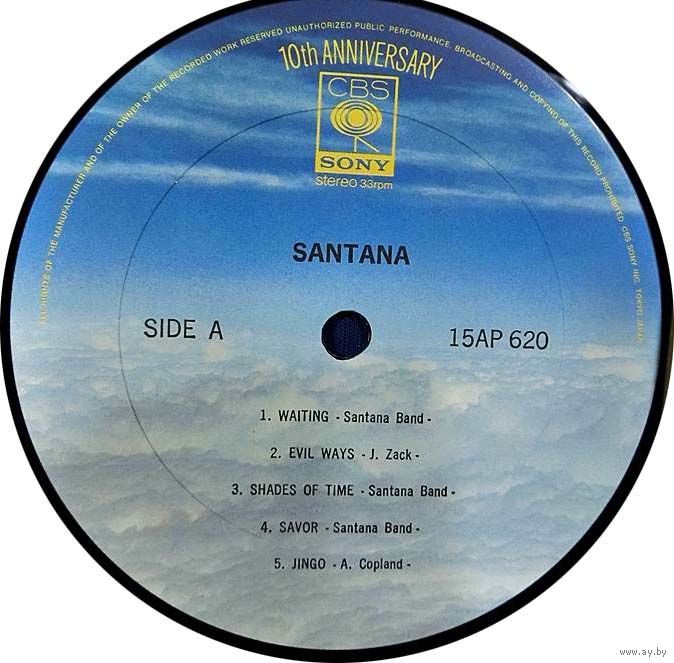 ALL RIGHTS OF THE MANUFACTURER AND OF THE OWNER OF THE RECORDED WORK RESERVED UNAUTHORIZED PUBLIC PERFORMANCE, BROADCASTING AND COPYING OF THIS RECORD PROHIBITED CBS SONY INC. TOKYO JAPAN
10th ANNIVERSARY
CBS
SONY
stereo 33rpm
SANTANA
SIDE A
15AP 620
1. WAITING - Santana Band -
2. EVIL WAYS - J. Zack -
3. SHADES OF TIME - Santana Band -
4. SAVOR - Santana Band -
5. JINGO - A. Copland -
www.ay.by